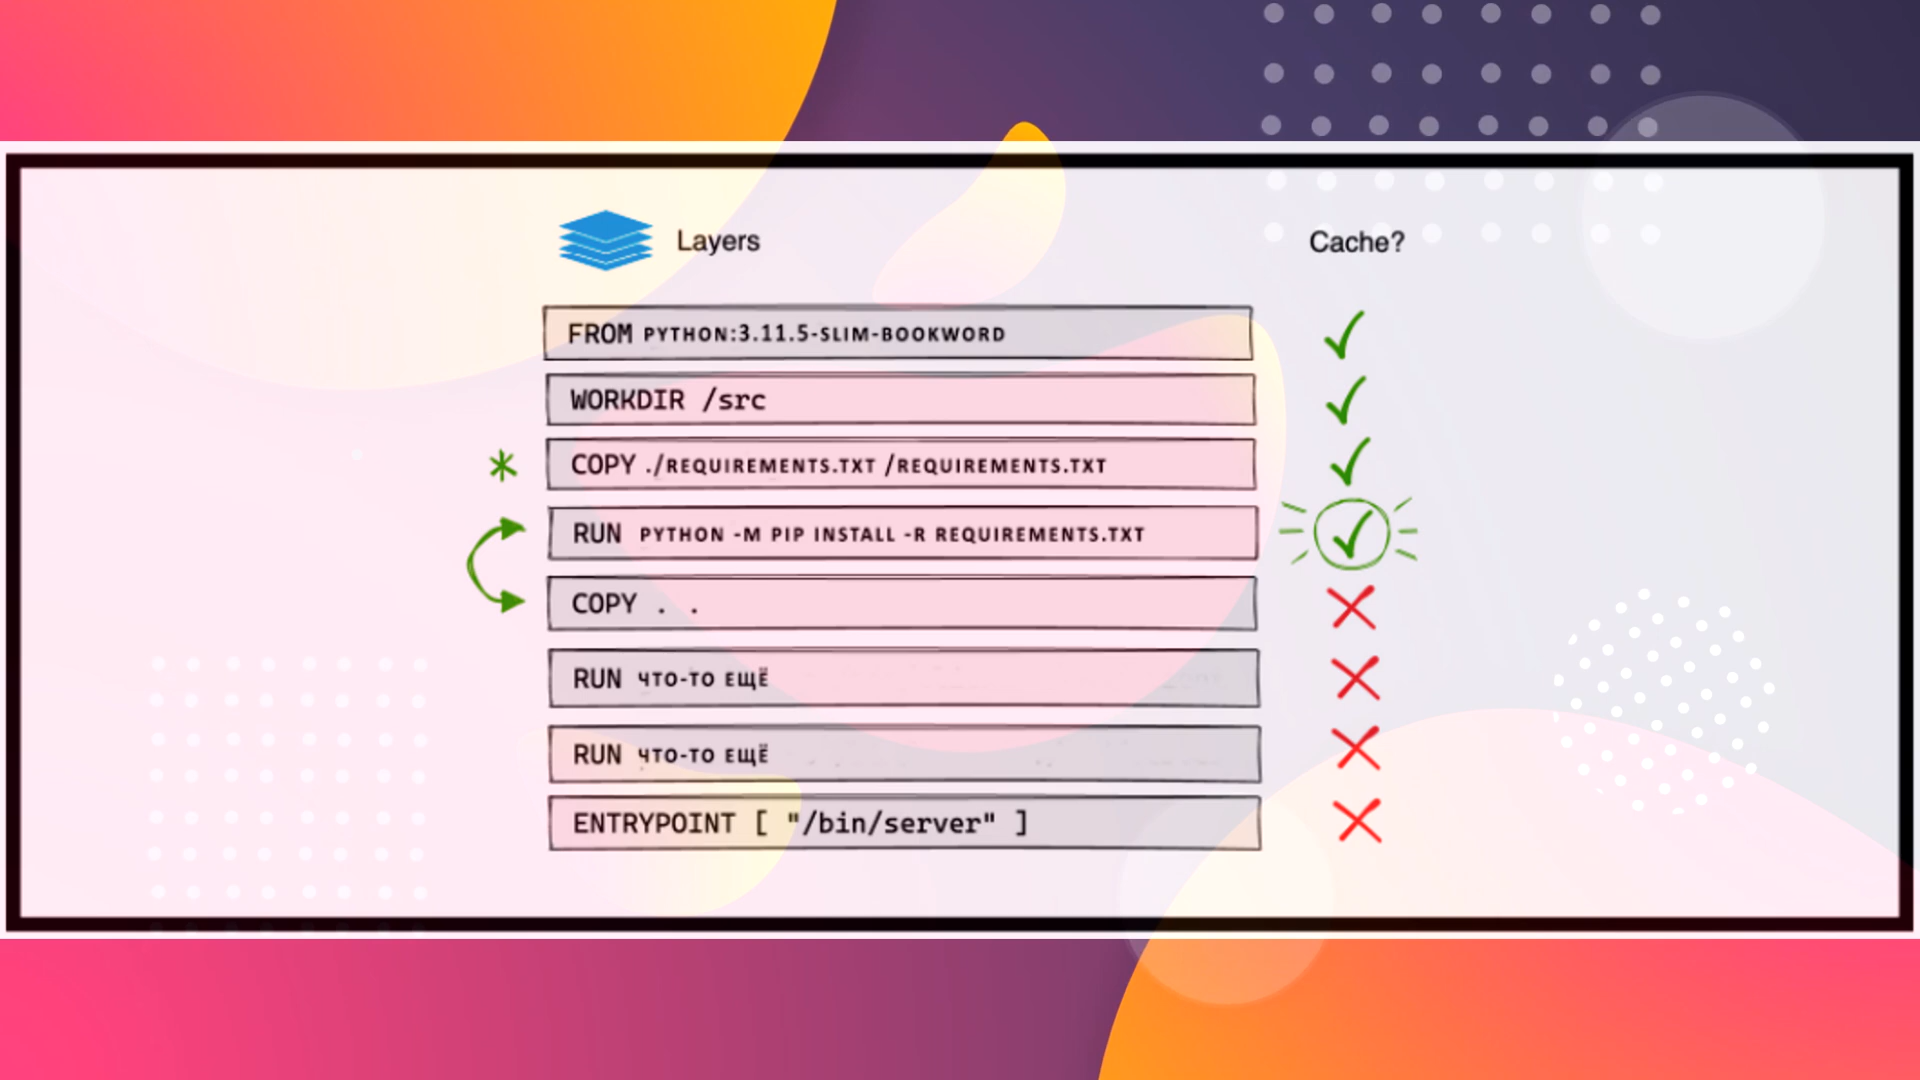 Layers Cache?
FROM PYTHON:3.11.5-SLIM-BOOKWORD
WORKDIR /src
* COPY ./REQUIREMENTS.TXT /REQUIREMENTS.TXT
RUN PYTHON -M PIP INSTALL -R REQUIREMENTS.TXT
COPY . .
RUN ЧТО-ТО ЕЩЁ
RUN ЧТО-ТО ЕЩЁ
ENTRYPOINT [ "/bin/server" ]